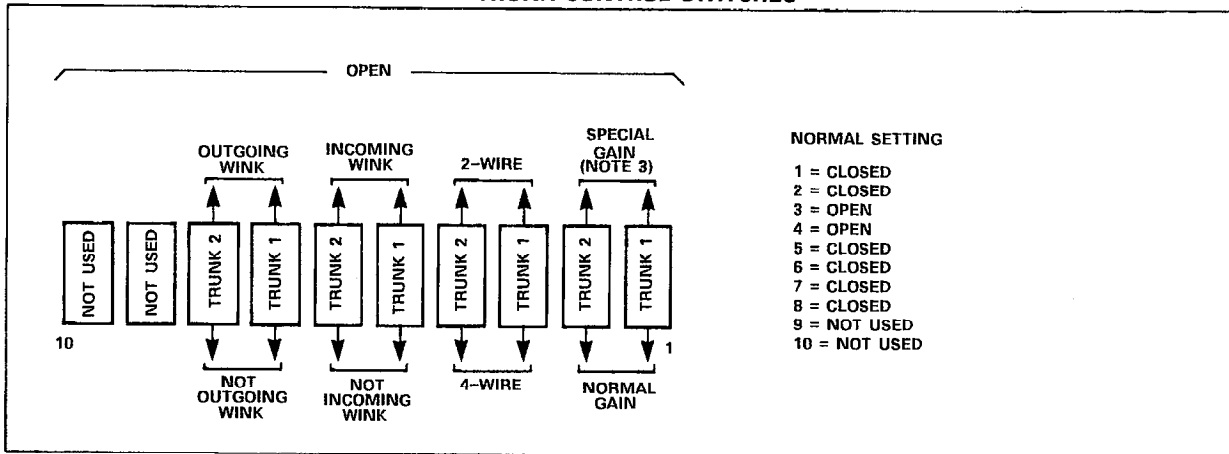 OPEN
OUTGOING
WINK
INCOMING
WINK
2-WIRE
SPECIAL
GAIN
(NOTE 3)
NOT USED
NOT USED
TRUNK 2
TRUNK 1
TRUNK 2
TRUNK 1
TRUNK 2
TRUNK 1
TRUNK 2
TRUNK 1
10
1
NOT
OUTGOING
WINK
NOT
INCOMING
WINK
4-WIRE
NORMAL
GAIN
NORMAL SETTING
1 = CLOSED
2 = CLOSED
3 = OPEN
4 = OPEN
5 = CLOSED
6 = CLOSED
7 = CLOSED
8 = CLOSED
9 = NOT USED
10 = NOT USED